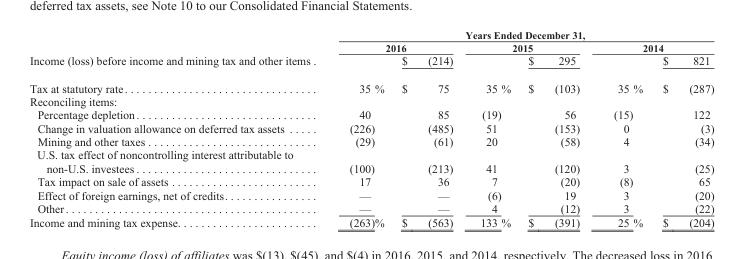 deferred tax assets, see Note 10 to our Consolidated Financial Statements.
Years Ended December 31,
2016 2015 2014
Income (loss) before income and mining tax and other items . $ (214) $ 295 $ 821
Tax at statutory rate. . . . . . . . . . . . . . . . . . . . . . . . . . . . . . . . . 35 % $ 75 35 % $ (103) 35 % $ (287)
Reconciling items:
Percentage depletion. . . . . . . . . . . . . . . . . . . . . . . . . . . . . . . 40 85 (19) 56 (15) 122
Change in valuation allowance on deferred tax assets . . . . . (226) (485) 51 (153) 0 (3)
Mining and other taxes . . . . . . . . . . . . . . . . . . . . . . . . . . . . . (29) (61) 20 (58) 4 (34)
U.S. tax effect of noncontrolling interest attributable to
non-U.S. investees . . . . . . . . . . . . . . . . . . . . . . . . . . . . . . . (100) (213) 41 (120) 3 (25)
Tax impact on sale of assets . . . . . . . . . . . . . . . . . . . . . . . . . 17 36 7 (20) (8) 65
Effect of foreign earnings, net of credits. . . . . . . . . . . . . . . . — — (6) 19 3 (20)
Other. . . . . . . . . . . . . . . . . . . . . . . . . . . . . . . . . . . . . . . . . . . — — 4 (12) 3 (22)
Income and mining tax expense. . . . . . . . . . . . . . . . . . . . . . . . (263)% $ (563) 133 % $ (391) 25 % $ (204)
Equity income (loss) of affiliates was $(13), $(45), and $(4) in 2016, 2015, and 2014, respectively. The decreased loss in 2016